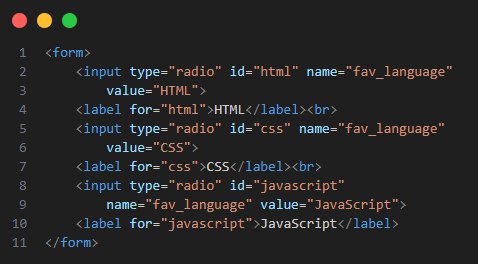 1 <form>
2 <input type="radio" id="html" name="fav_language"
3 value="HTML">
4 <label for="html">HTML</label><br>
5 <input type="radio" id="css" name="fav_language"
6 value="CSS">
7 <label for="css">CSS</label><br>
8 <input type="radio" id="javascript"
9 name="fav_language" value="JavaScript">
10 <label for="javascript">JavaScript</label>
11 </form>